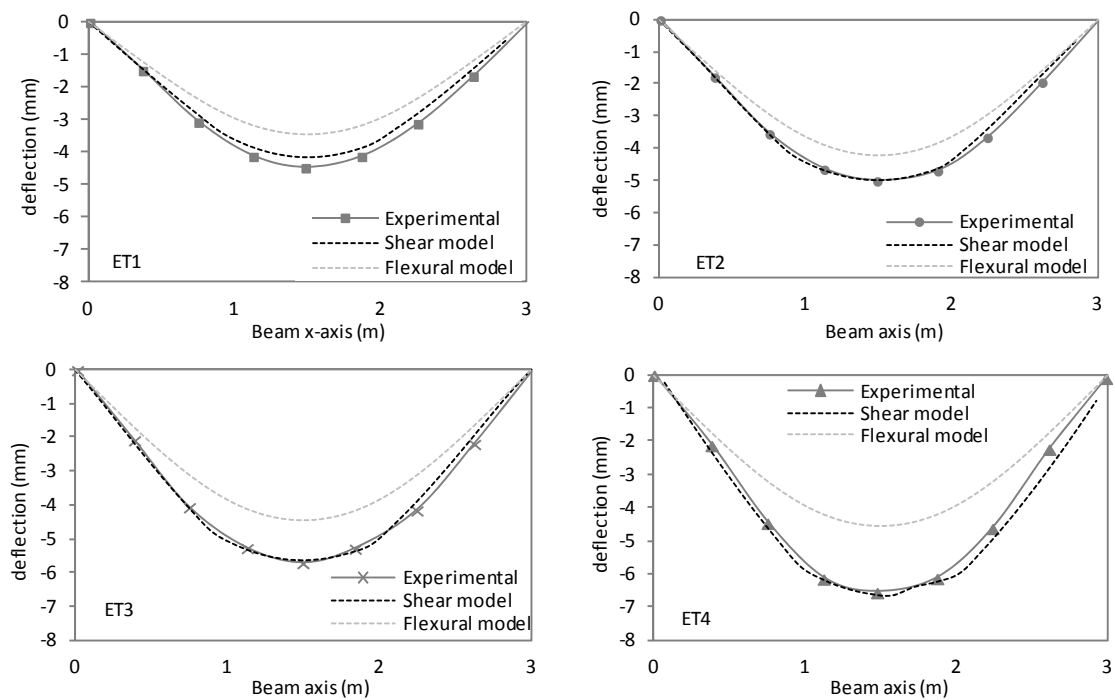 0
-1
-2
-3
-4
-5
-6
-7
-8
deflection (mm)
Experimental
Shear model
Flexural model
ET1
0 1 2 3
Beam x-axis (m)
0
-1
-2
-3
-4
-5
-6
-7
-8
deflection (mm)
Experimental
Shear model
Flexural model
ET2
0 1 2 3
Beam axis (m)
0
-1
-2
-3
-4
-5
-6
-7
-8
deflection (mm)
Experimental
Shear model
Flexural model
ET3
0 1 2 3
Beam axis (m)
0
-1
-2
-3
-4
-5
-6
-7
-8
deflection (mm)
Experimental
Shear model
Flexural model
ET4
0 1 2 3
Beam axis (m)